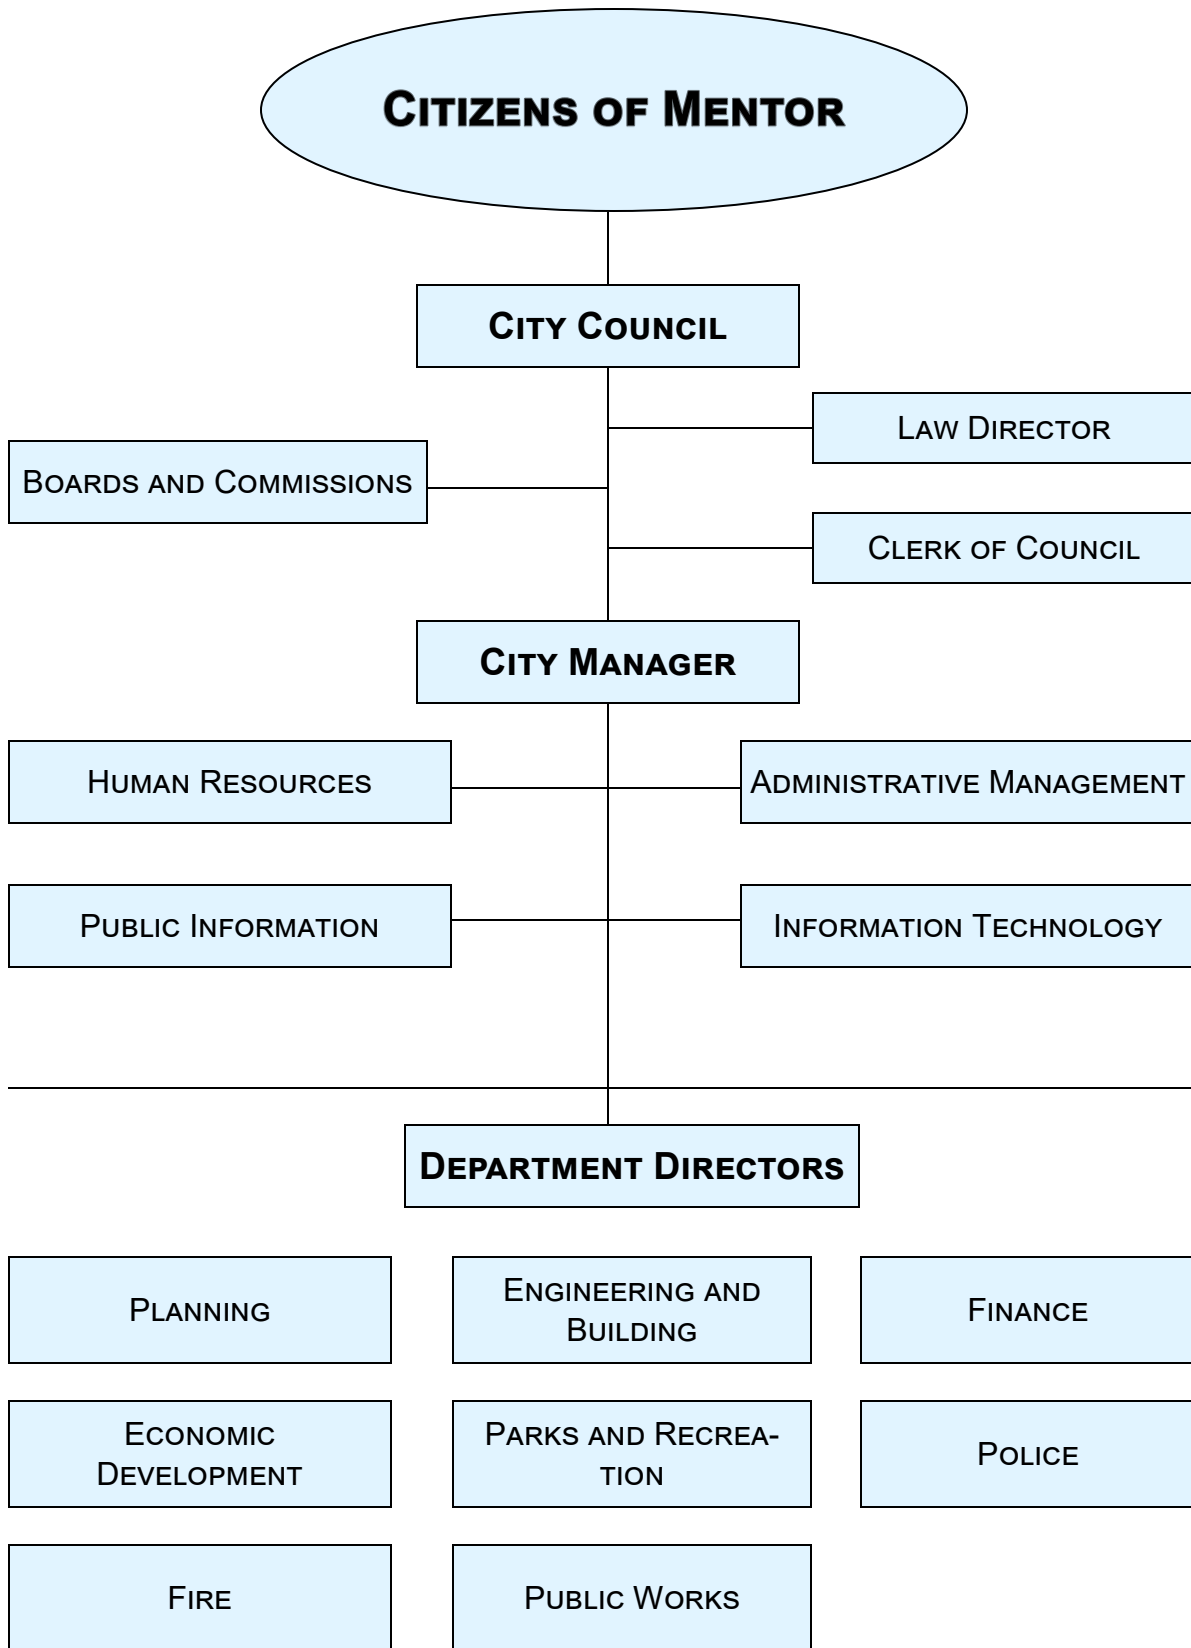 Citizens of Mentor
City Council
Law Director
Boards and Commissions
Clerk of Council
City Manager
Human Resources
Administrative Management
Public Information
Information Technology
Department Directors
Planning
Engineering and
Building
Finance
Economic
Development
Parks and Recrea-
tion
Police
Fire
Public Works